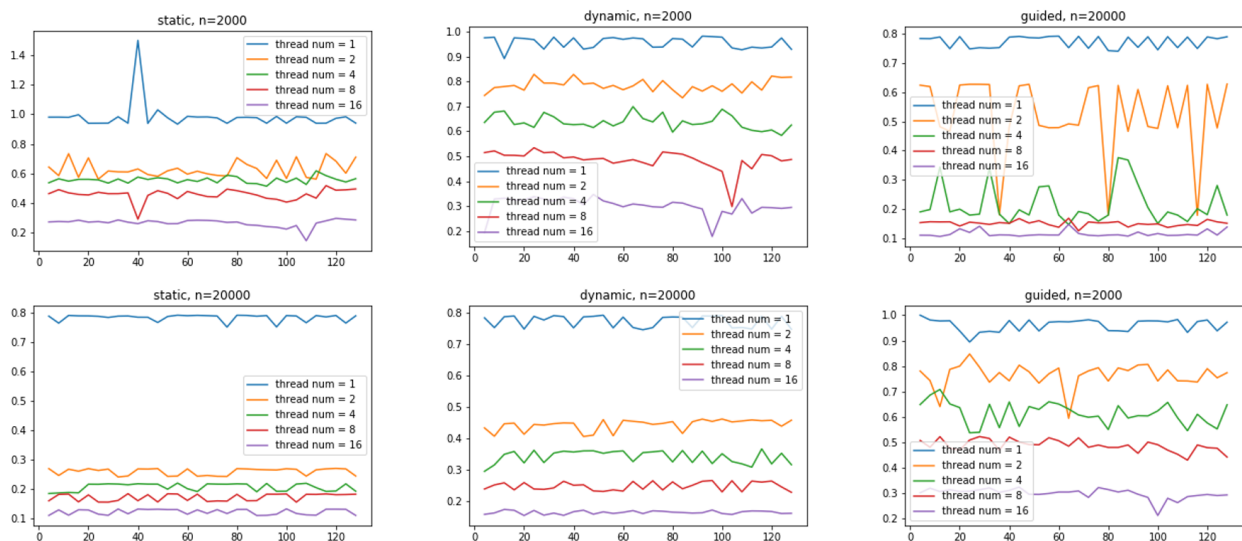 static, n=2000
1.4
1.2
1.0
0.8
0.6
0.4
0.2
0 20 40 60 80 100 120
thread num = 1
thread num = 2
thread num = 4
thread num = 8
thread num = 16
dynamic, n=2000
1.0
0.9
0.8
0.7
0.6
0.5
0.4
0.3
0.2
0 20 40 60 80 100 120
thread num = 1
thread num = 2
thread num = 4
thread num = 8
thread num = 16
guided, n=20000
0.8
0.7
0.6
0.5
0.4
0.3
0.2
0.1
0 20 40 60 80 100 120
thread num = 1
thread num = 2
thread num = 4
thread num = 8
thread num = 16
static, n=20000
0.8
0.7
0.6
0.5
0.4
0.3
0.2
0.1
0 20 40 60 80 100 120
thread num = 1
thread num = 2
thread num = 4
thread num = 8
thread num = 16
dynamic, n=20000
0.8
0.7
0.6
0.5
0.4
0.3
0.2
0 20 40 60 80 100 120
thread num = 1
thread num = 2
thread num = 4
thread num = 8
thread num = 16
guided, n=2000
1.0
0.9
0.8
0.7
0.6
0.5
0.4
0.3
0.2
0 20 40 60 80 100 120
thread num = 1
thread num = 2
thread num = 4
thread num = 8
thread num = 16